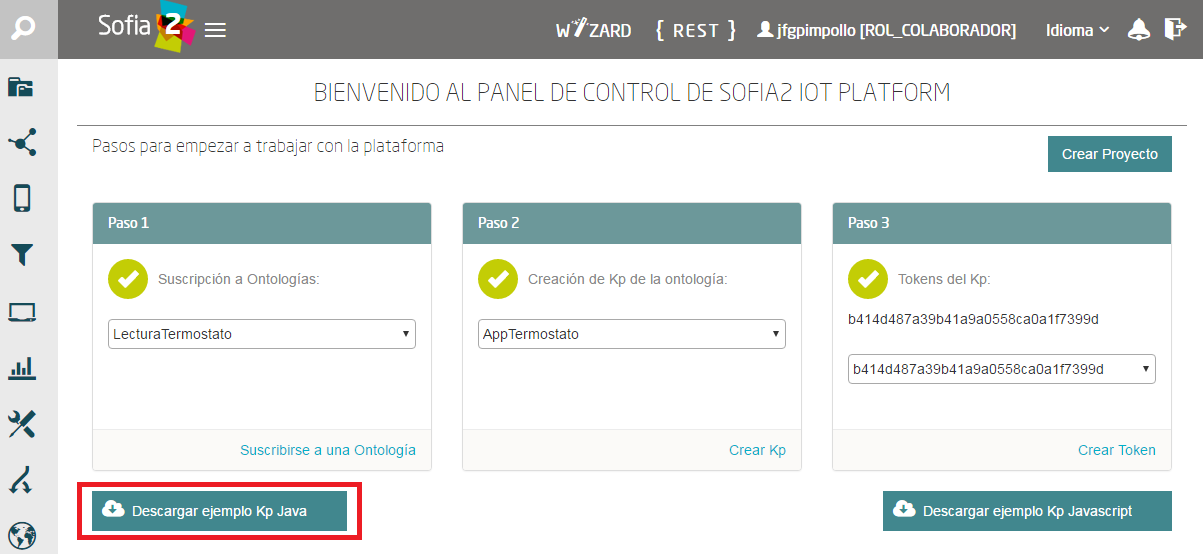 Sofia2
WIZARD
{ REST }
jfgpimpollo [ROL_COLABORADOR]
Idioma
BIENVENIDO AL PANEL DE CONTROL DE SOFIA2 IOT PLATFORM
Pasos para empezar a trabajar con la plataforma
Crear Proyecto
Paso 1
Suscripción a Ontologías:
LecturaTermostato
Suscribirse a una Ontología
Paso 2
Creación de Kp de la ontología:
AppTermostato
Crear Kp
Paso 3
Tokens del Kp:
b414d487a39b41a9a0558ca0a1f7399d
b414d487a39b41a9a0558ca0a1f7399d
Crear Token
Descargar ejemplo Kp Java
Descargar ejemplo Kp Javascript